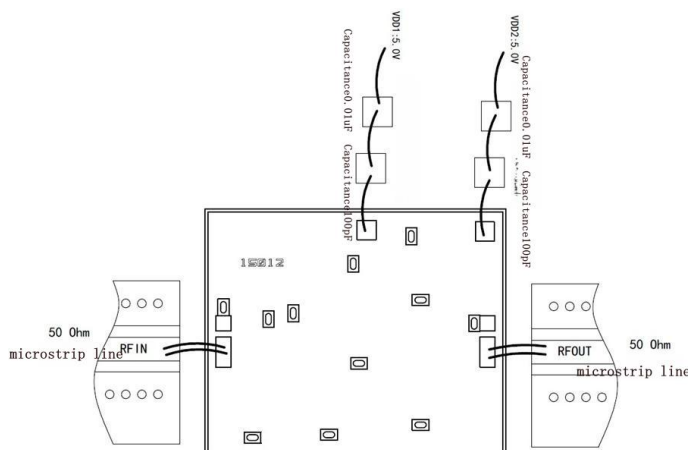 VDD1:5.0V
VDD2:5.0V
Capacitance0.01uF
Capacitance0.01uF
Capacitance100pF
Capacitance100pF
15012
50 Ohm
microstrip line
RFIN
RFOUT
50 Ohm
microstrip line